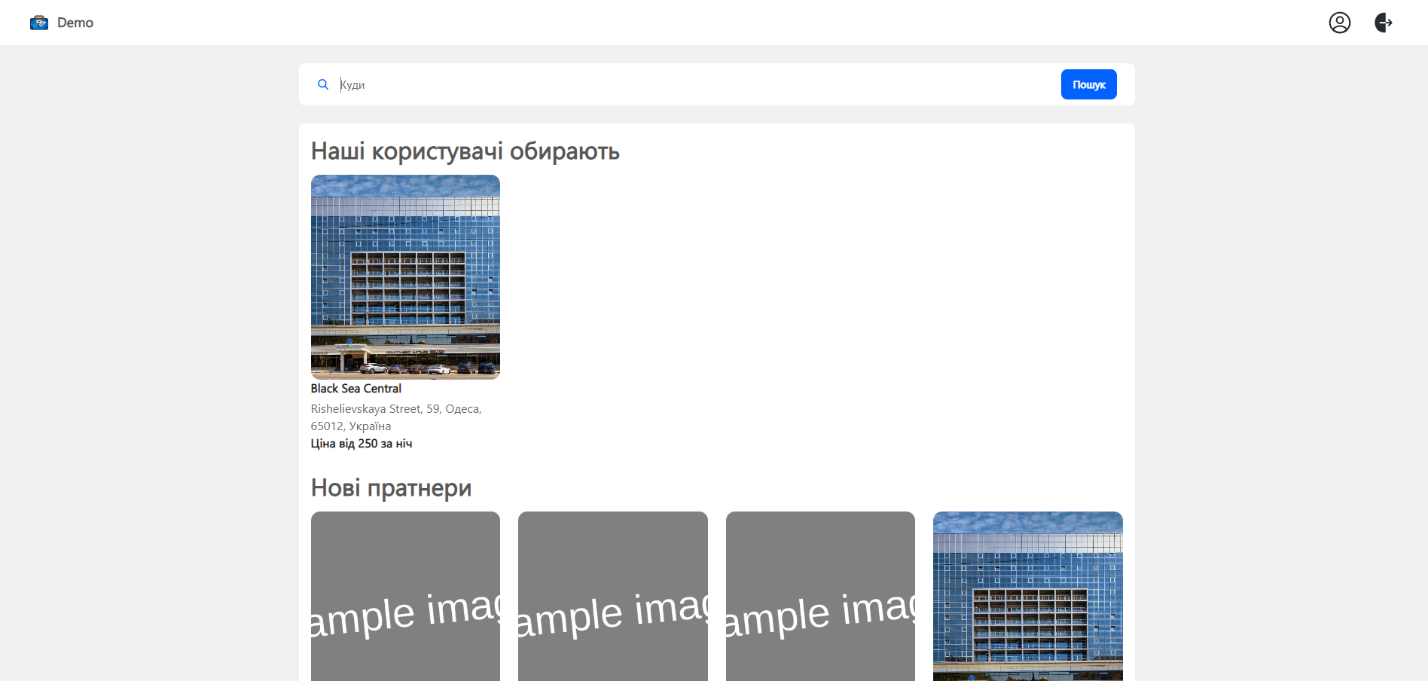 Demo
Куди
Пошук
Наші користувачі обирають
Black Sea Central
Rishelievskaya Street, 59, Одеса,
65012, Україна
Ціна від 250 за ніч
Нові пратнери
ample imag
ample imag
ample imag